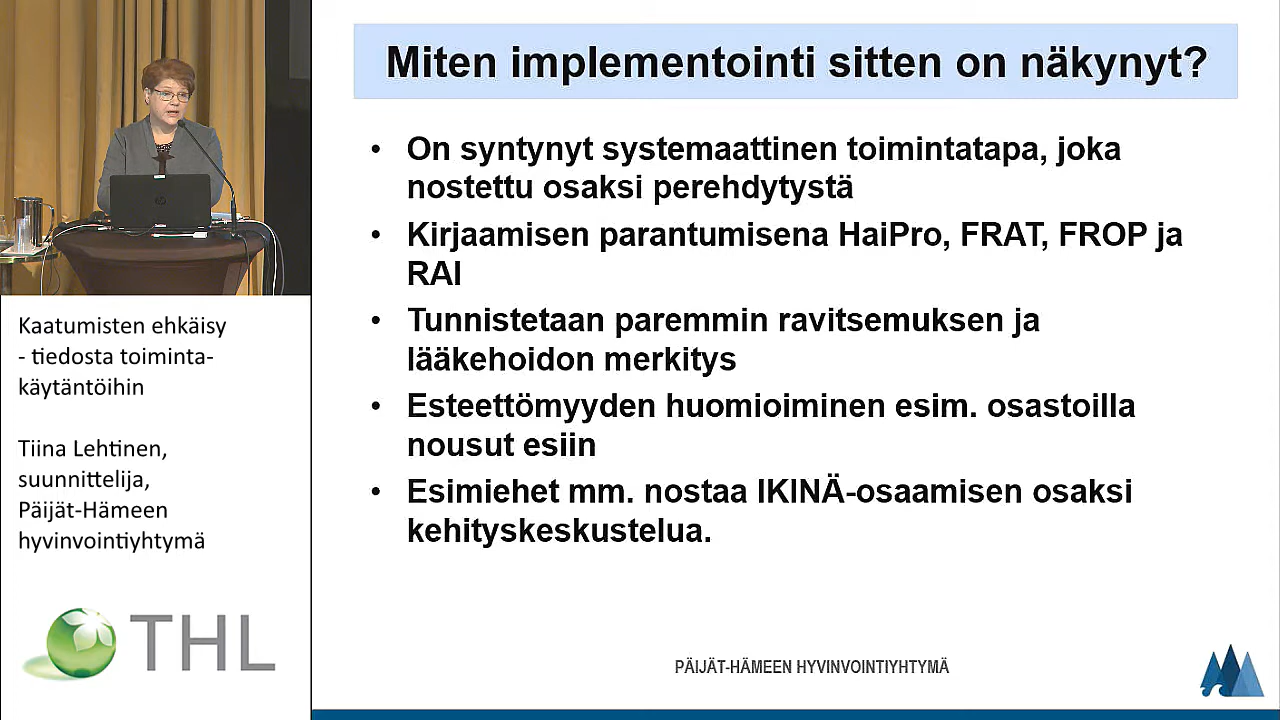 Miten implementointi sitten on näkynyt?
• On syntynyt systemaattinen toimintatapa, joka
nostettu osaksi perehdytystä
• Kirjaamisen parantumisena HaiPro, FRAT, FROP ja
RAI
• Tunnistetaan paremmin ravitsemuksen ja
lääkehoidon merkitys
• Esteettömyyden huomioiminen esim. osastoilla
nousut esiin
• Esimiehet mm. nostaa IKINÄ-osaamisen osaksi
kehityskeskustelua.
PÄIJÄT-HÄMEEN HYVINVOINTIYHTYMÄ
Kaatumisten ehkäisy
- tiedosta toiminta-
käytäntöihin
Tiina Lehtinen,
suunnittelija,
Päijät-Hämeen
hyvinvointiyhtymä
THL